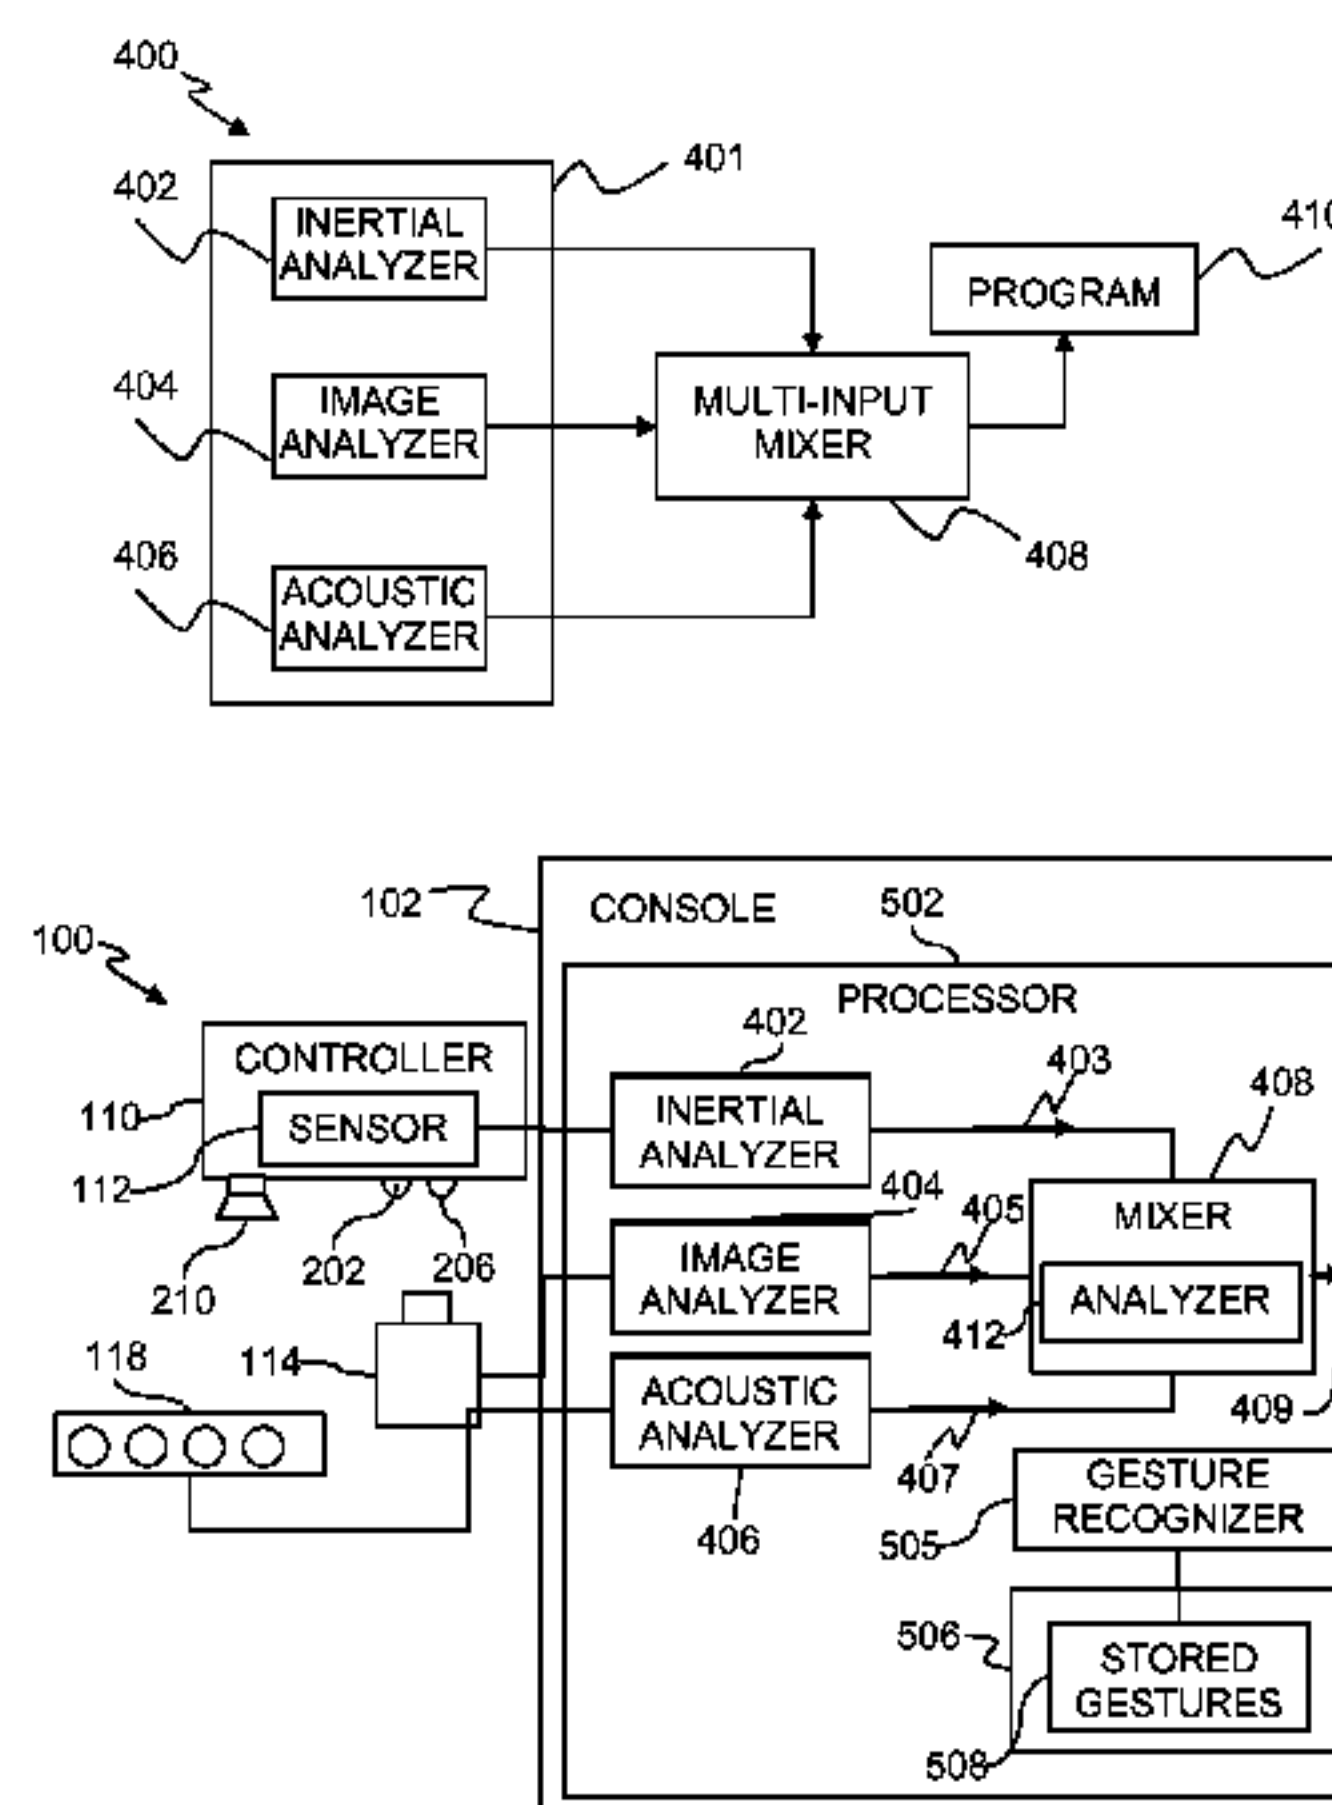 400
401
402
INERTIAL
ANALYZER
PROGRAM
404
IMAGE
ANALYZER
MULTI-INPUT
MIXER
406
ACOUSTIC
ANALYZER
408
102
CONSOLE
502
100
PROCESSOR
402
CONTROLLER
403
408
110
SENSOR
INERTIAL
ANALYZER
112
404
405
MIXER
202
206
210
IMAGE
ANALYZER
ANALYZER
412
118
114
ACOUSTIC
ANALYZER
409
407
GESTURE
RECOGNIZER
406
505
506
STORED
GESTURES
508